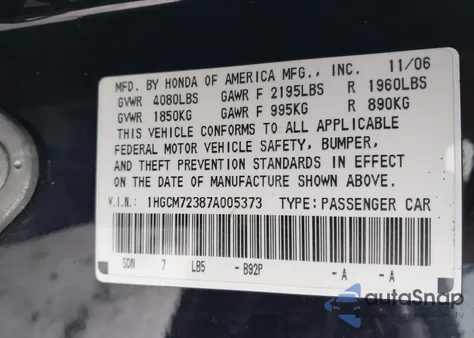 11/06
MFD. BY HONDA OF AMERICA MFG., INC.
GVWR 4080LBS GAWR F 2195LBS R 1960LBS
GVWR 1850KG GAWR F 995KG R 890KG
THIS VEHICLE CONFORMS TO ALL APPLICABLE
FEDERAL MOTOR VEHICLE SAFETY, BUMPER,
AND THEFT PREVENTION STANDARDS IN EFFECT
ON THE DATE OF MANUFACTURE SHOWN ABOVE.
V.I.N.: 1HGCM72387A005373 TYPE: PASSENGER CAR
SDN 7 LB5 - B92P -A -A
autoSnap